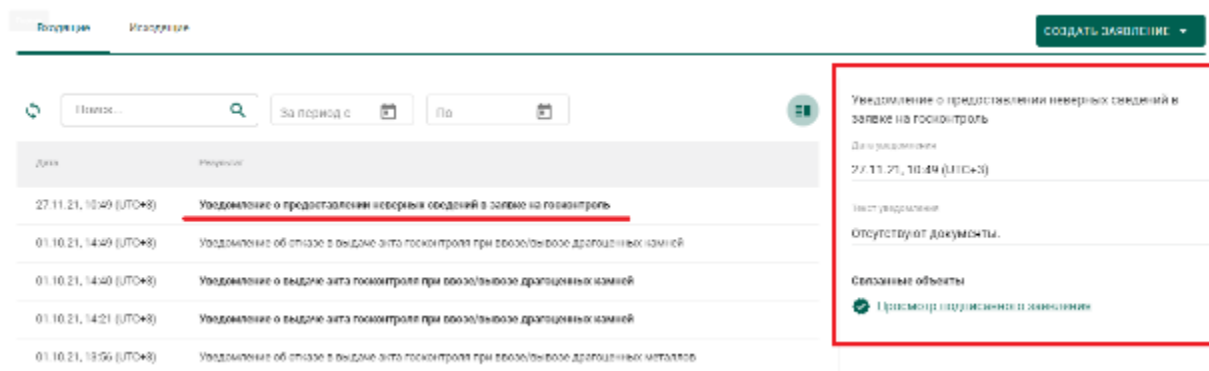 Входящие Исходящие
СОЗДАТЬ ЗАЯВЛЕНИЕ
Поиск...
За период с
По
Дата Результат
27.11.21, 10:49 (UTC+3) Уведомление о предоставлении неверных сведений в заявке на госконтроль
01.10.21, 14:49 (UTC+3) Уведомление об отказе в выдаче акта госконтроля при ввозе/вывозе драгоценных камней
01.10.21, 14:40 (UTC+3) Уведомление о выдаче акта госконтроля при ввозе/вывозе драгоценных камней
01.10.21, 14:21 (UTC+3) Уведомление о выдаче акта госконтроля при ввозе/вывозе драгоценных камней
01.10.21, 13:56 (UTC+3) Уведомление об отказе в выдаче акта госконтроля при ввозе/вывозе драгоценных металлов
Уведомление о предоставлении неверных сведений в
заявке на госконтроль
Дата уведомления
27.11.21, 10:49 (UTC+3)
Текст уведомления
Отсутствуют документы.
Связанные объекты
Просмотр подписанного заявления